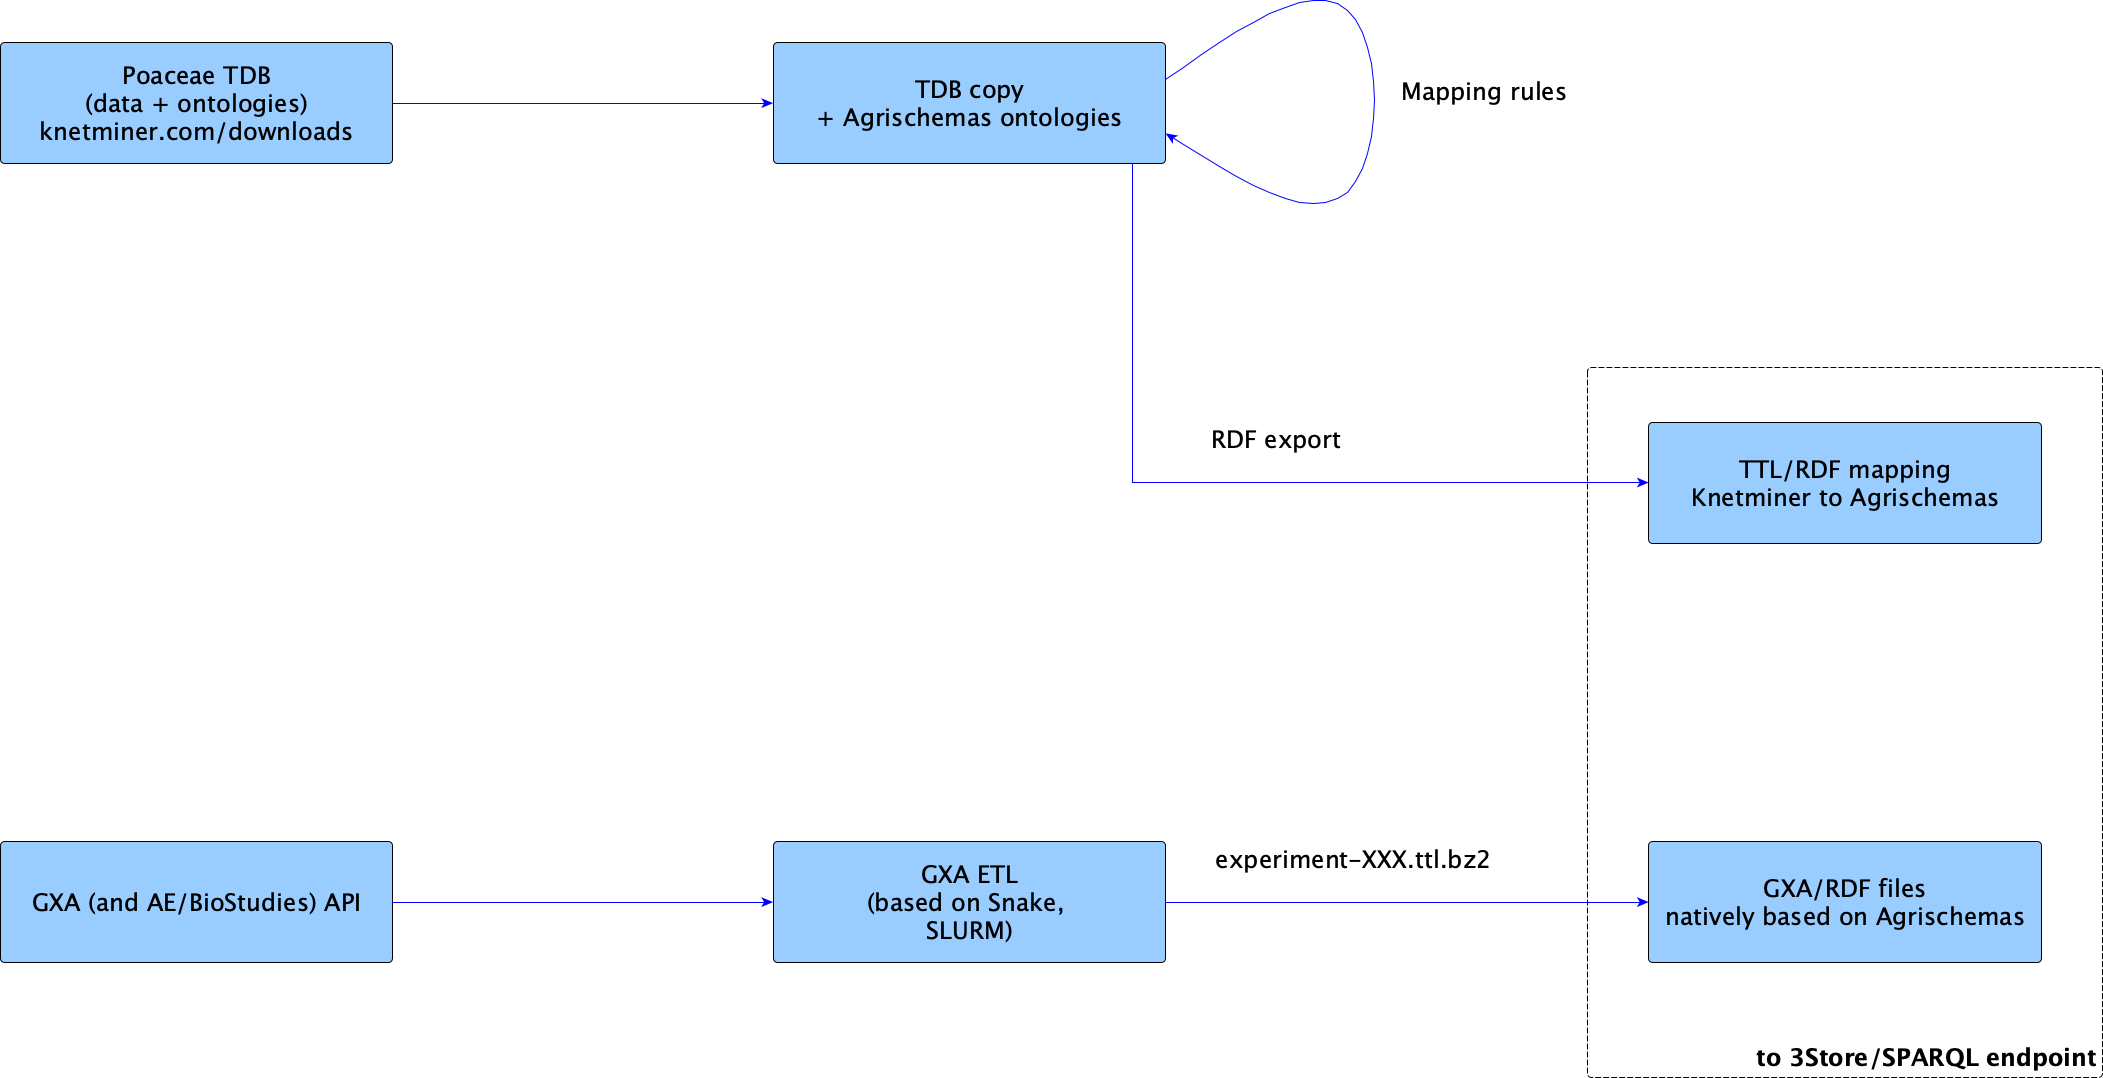 Poaceae TDB
(data + ontologies)
knetminer.com/downloads
TDB copy
+ Agrischemas ontologies
Mapping rules
RDF export
TTL/RDF mapping
Knetminer to Agrischemas
GXA (and AE/BioStudies) API
GXA ETL
(based on Snake,
SLURM)
experiment-XXX.ttl.bz2
GXA/RDF files
natively based on Agrischemas
to 3Store/SPARQL endpoint